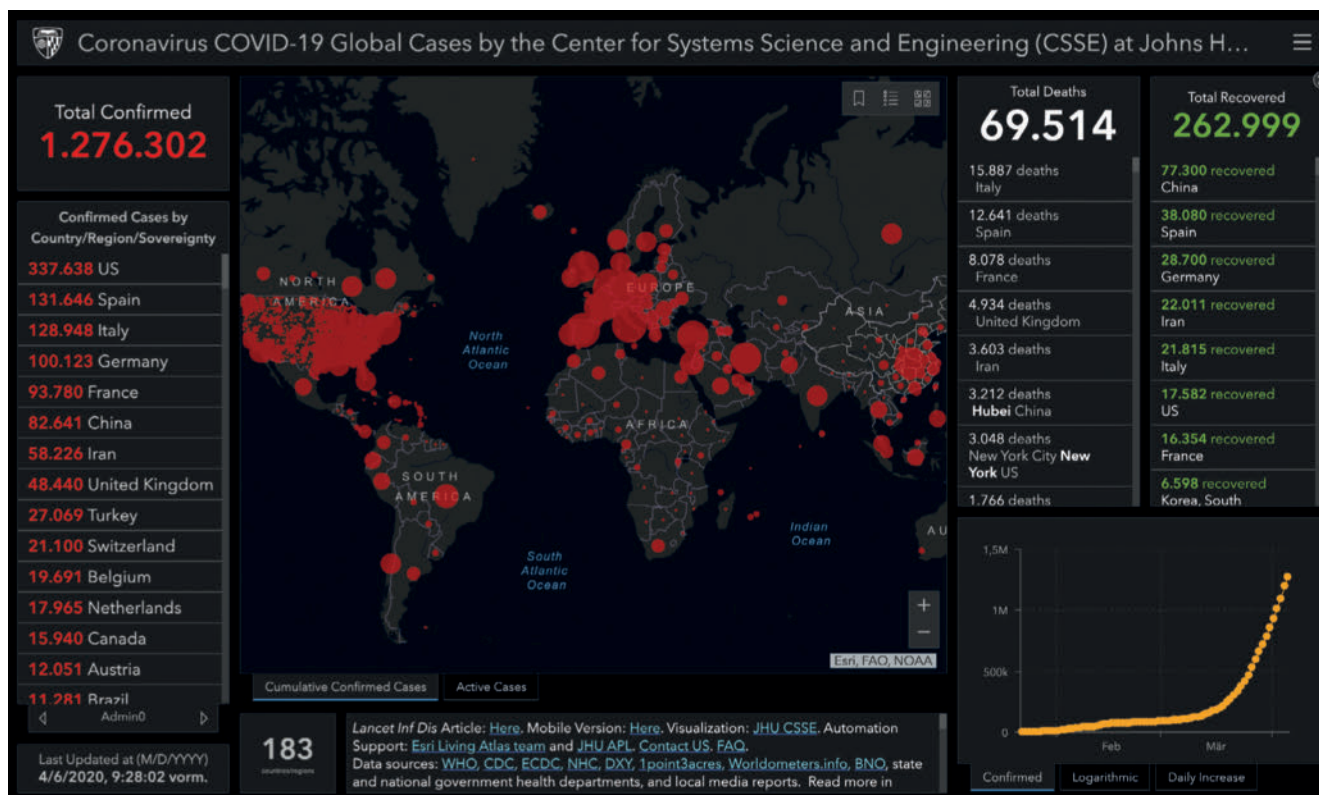 Coronavirus COVID-19 Global Cases by the Center for Systems Science and Engineering (CSSE) at Johns H...
Total Confirmed
1.276.302
Confirmed Cases by
Country/Region/Sovereignty
337.638 US
131.646 Spain
128.948 Italy
100.123 Germany
93.780 France
82.641 China
58.226 Iran
48.440 United Kingdom
27.069 Turkey
21.100 Switzerland
19.691 Belgium
17.965 Netherlands
15.940 Canada
12.051 Austria
11.281 Brazil
Admin0
Last Updated at (M/D/YYYY)
4/6/2020, 9:28:02 vorm.
NORTH
AMERICA
EUROPE
ASIA
North
Atlantic
Ocean
AFRICA
SOUTH
AMERICA
Indian
Ocean
AU
South
Atlantic
Ocean
+
−
Esri, FAO, NOAA
Cumulative Confirmed Cases
Active Cases
183
countries/regions
Lancet Inf Dis Article: Here. Mobile Version: Here. Visualization: JHU CSSE. Automation
Support: Esri Living Atlas team and JHU APL. Contact US. FAQ.
Data sources: WHO, CDC, ECDC, NHC, DXY, 1point3acres, Worldometers.info, BNO, state
and national government health departments, and local media reports. Read more in
Total Deaths
69.514
15.887 deaths
Italy
12.641 deaths
Spain
8.078 deaths
France
4.934 deaths
United Kingdom
3.603 deaths
Iran
3.212 deaths
Hubei China
3.048 deaths
New York City New
York US
1.766 deaths
Total Recovered
262.999
77.300 recovered
China
38.080 recovered
Spain
28.700 recovered
Germany
22.011 recovered
Iran
21.815 recovered
Italy
17.582 recovered
US
16.354 recovered
France
6.598 recovered
Korea, South
1,5M
1M
500k
0
Feb
Mär
Confirmed
Logarithmic
Daily Increase